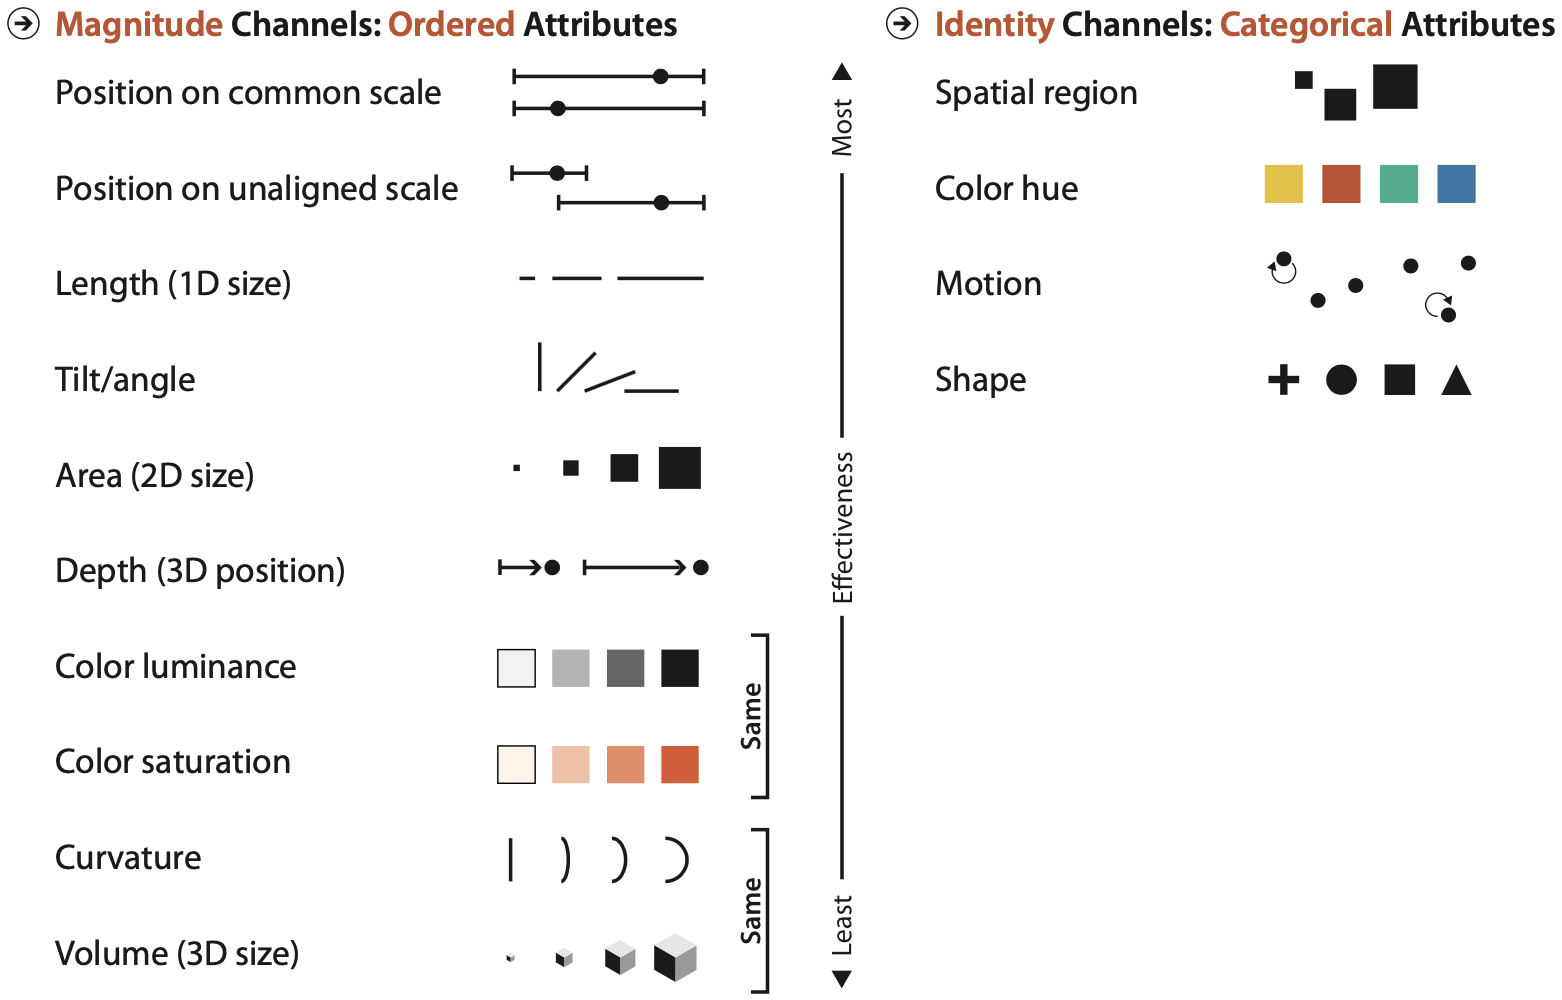 Magnitude Channels: Ordered Attributes
Position on common scale
Position on unaligned scale
Length (1D size)
Tilt/angle
Area (2D size)
Depth (3D position)
Color luminance
Color saturation
Curvature
Volume (3D size)
Same
Same
Most
Effectiveness
Least
Identity Channels: Categorical Attributes
Spatial region
Color hue
Motion
Shape